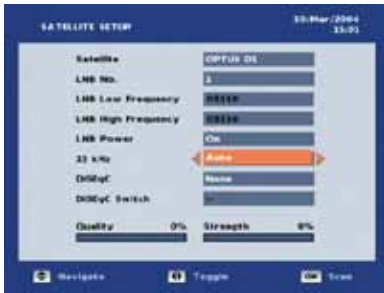 SATELLITE SETUP
10-Mar-2004
15:01
Satellite OPTUS D1
LNB No. 1
LNB Low Frequency
LNB High Frequency
LNB Power On
22 kHz Auto
DiSEqC None
DiSEqC Switch --
Quality 0% Strength 0%
Navigate Toggle OK Scan